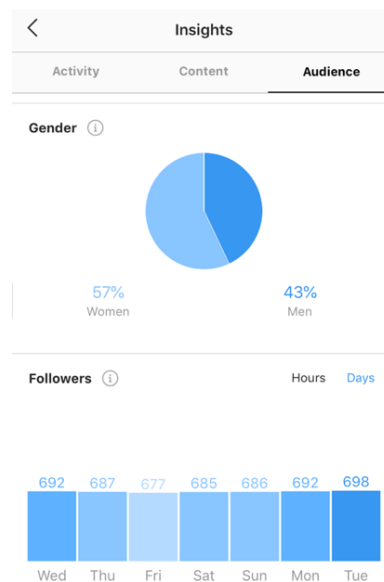 Insights
Activity Content Audience
Gender
57% 43%
Women Men
Followers Hours Days
692 687 677 685 686 692 698
Wed Thu Fri Sat Sun Mon Tue